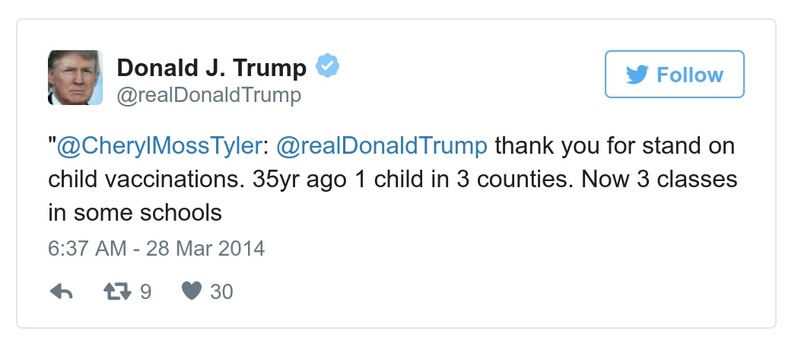 Donald J. Trump
@realDonaldTrump
Follow
"@CherylMossTyler: @realDonaldTrump thank you for stand on
child vaccinations. 35yr ago 1 child in 3 counties. Now 3 classes
in some schools
6:37 AM - 28 Mar 2014
9 30